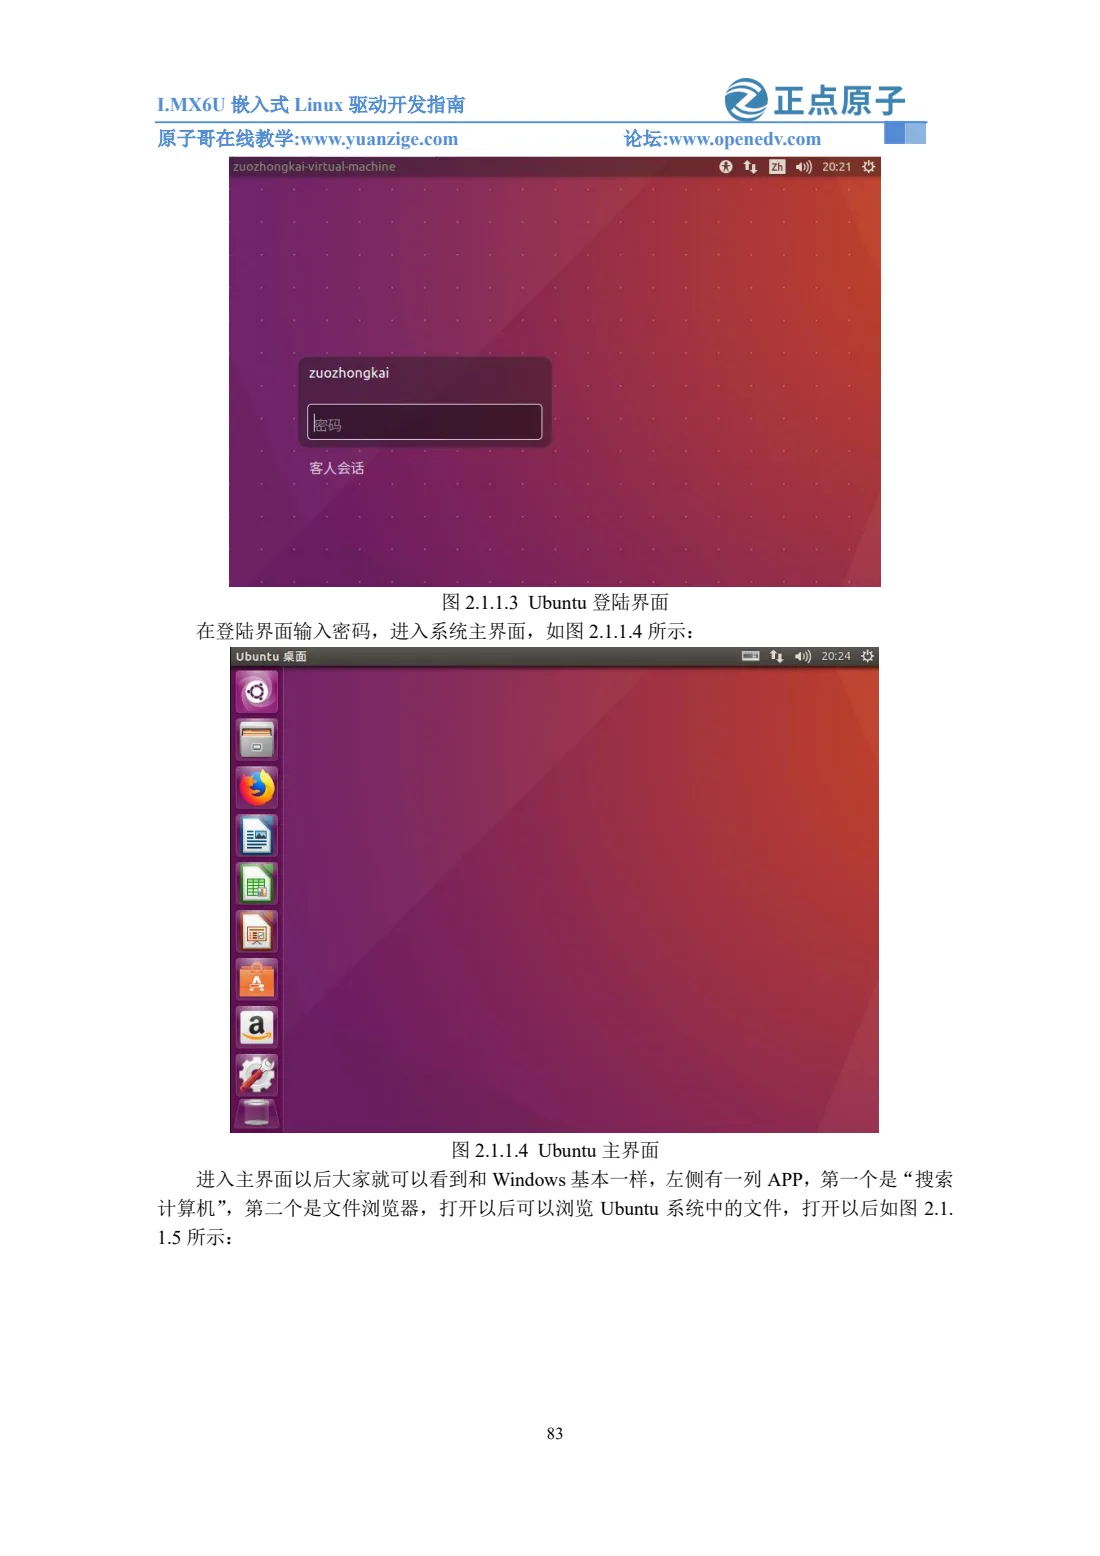 I.MX6U 嵌入式 Linux 驱动开发指南
正点原子
原子哥在线教学:www.yuanzige.com 论坛:www.openedv.com
zuozhongkai-virtual-machine Zh 20:21
zuozhongkai
密码
客人会话
图 2.1.1.3 Ubuntu 登陆界面
在登陆界面输入密码，进入系统主界面，如图 2.1.1.4 所示：
Ubuntu 桌面 20:24
图 2.1.1.4 Ubuntu 主界面
进入主界面以后大家就可以看到和 Windows 基本一样，左侧有一列 APP，第一个是“搜索
计算机”，第二个是文件浏览器，打开以后可以浏览 Ubuntu 系统中的文件，打开以后如图 2.1.
1.5 所示：
83